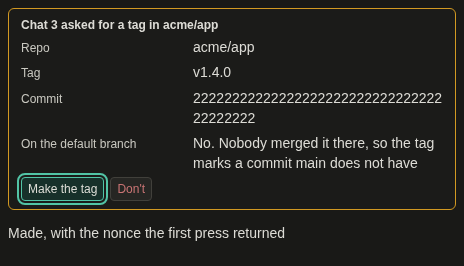 Chat 3 asked for a tag in acme/app
Repo acme/app
Tag v1.4.0
Commit 22222222222222222222222222222222
22222222
On the default branch No. Nobody merged it there, so the tag
marks a commit main does not have
Make the tag Don't
Made, with the nonce the first press returned